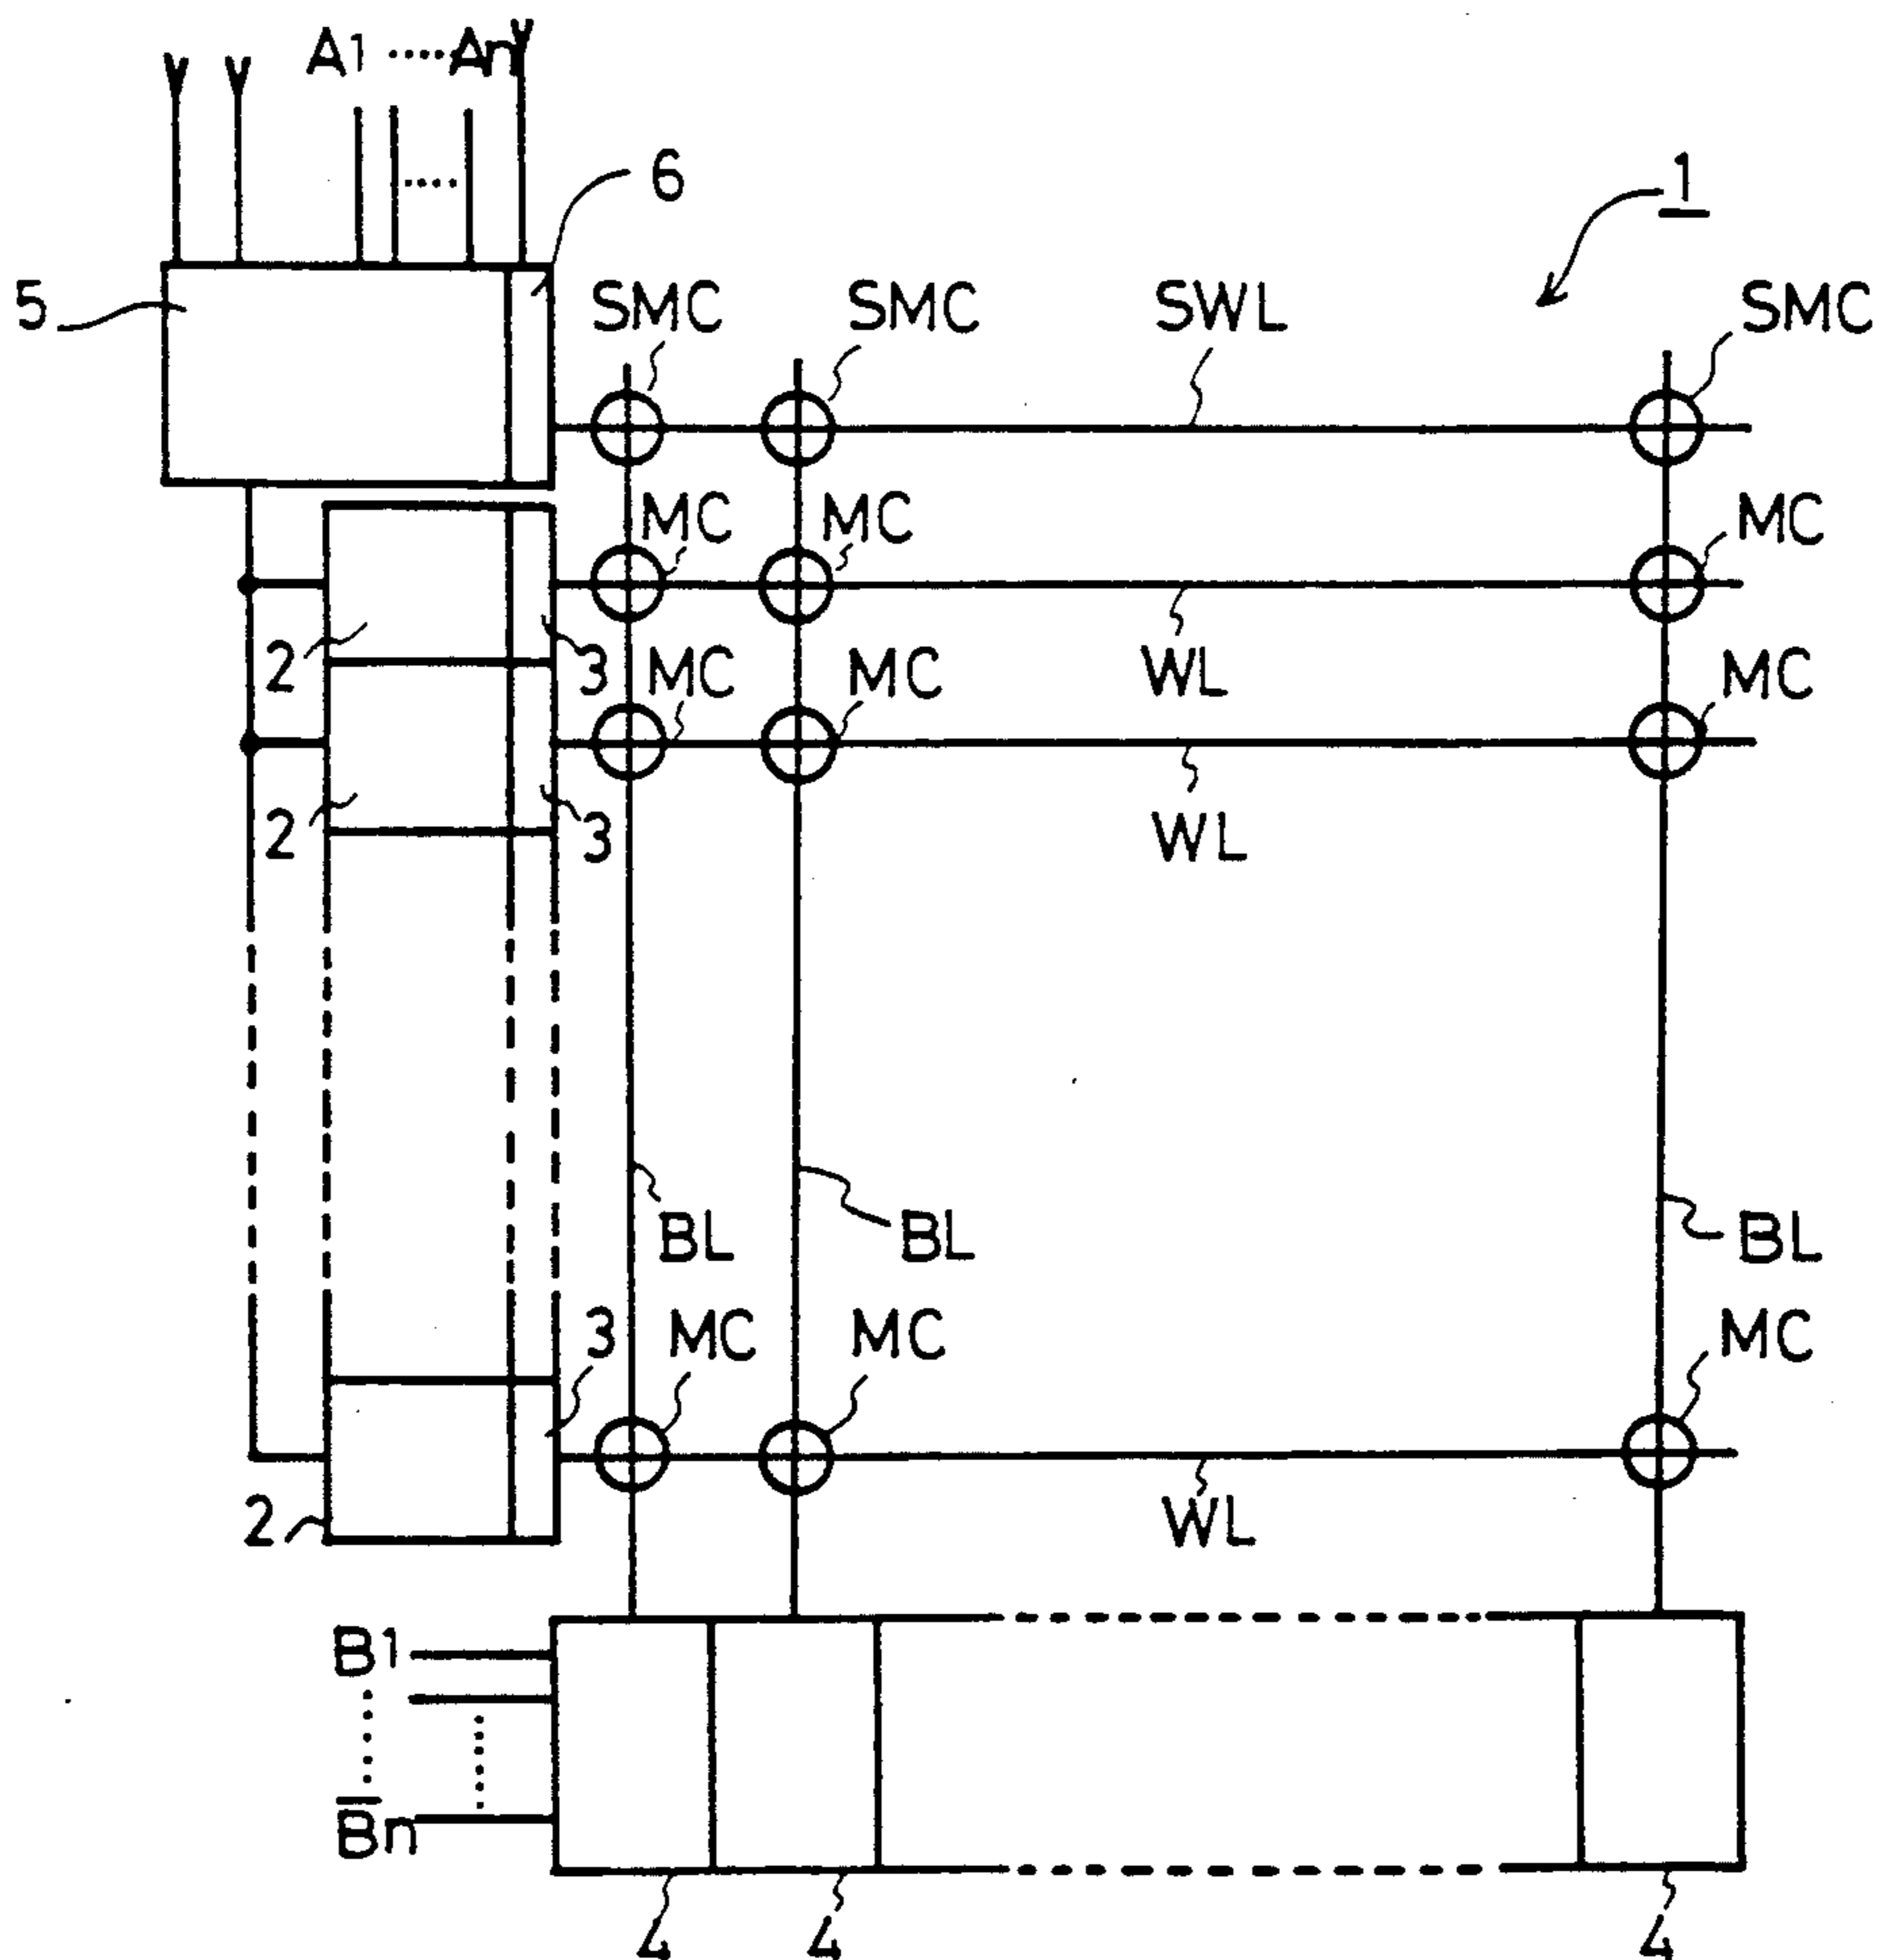 A1 ····· An
6
1
5
SMC SMC SWL SMC
MC MC MC
2 3 WL
MC MC MC
2 3 WL
BL BL BL
3 MC MC MC
2 WL
B1
B̅n
4 4 4